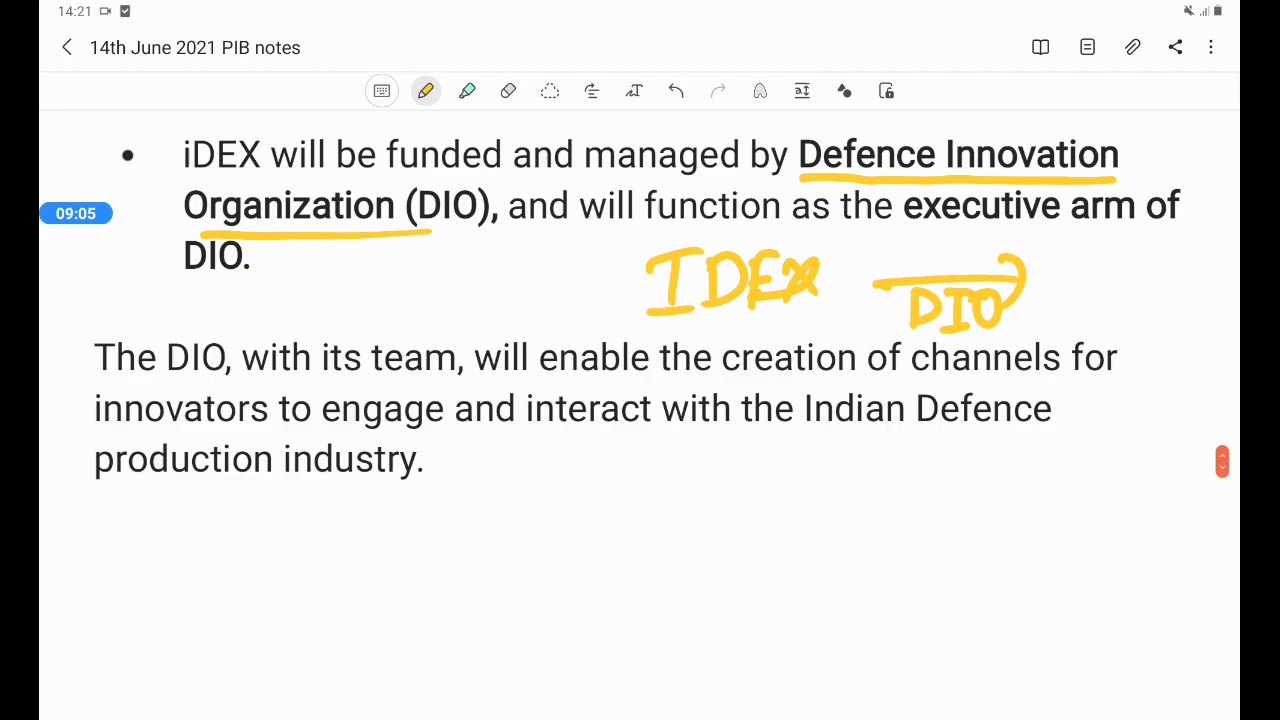 14:21
14th June 2021 PIB notes
• iDEX will be funded and managed by Defence Innovation
09:05
Organization (DIO), and will function as the executive arm of
DIO.
IDEX
DIO
The DIO, with its team, will enable the creation of channels for
innovators to engage and interact with the Indian Defence
production industry.